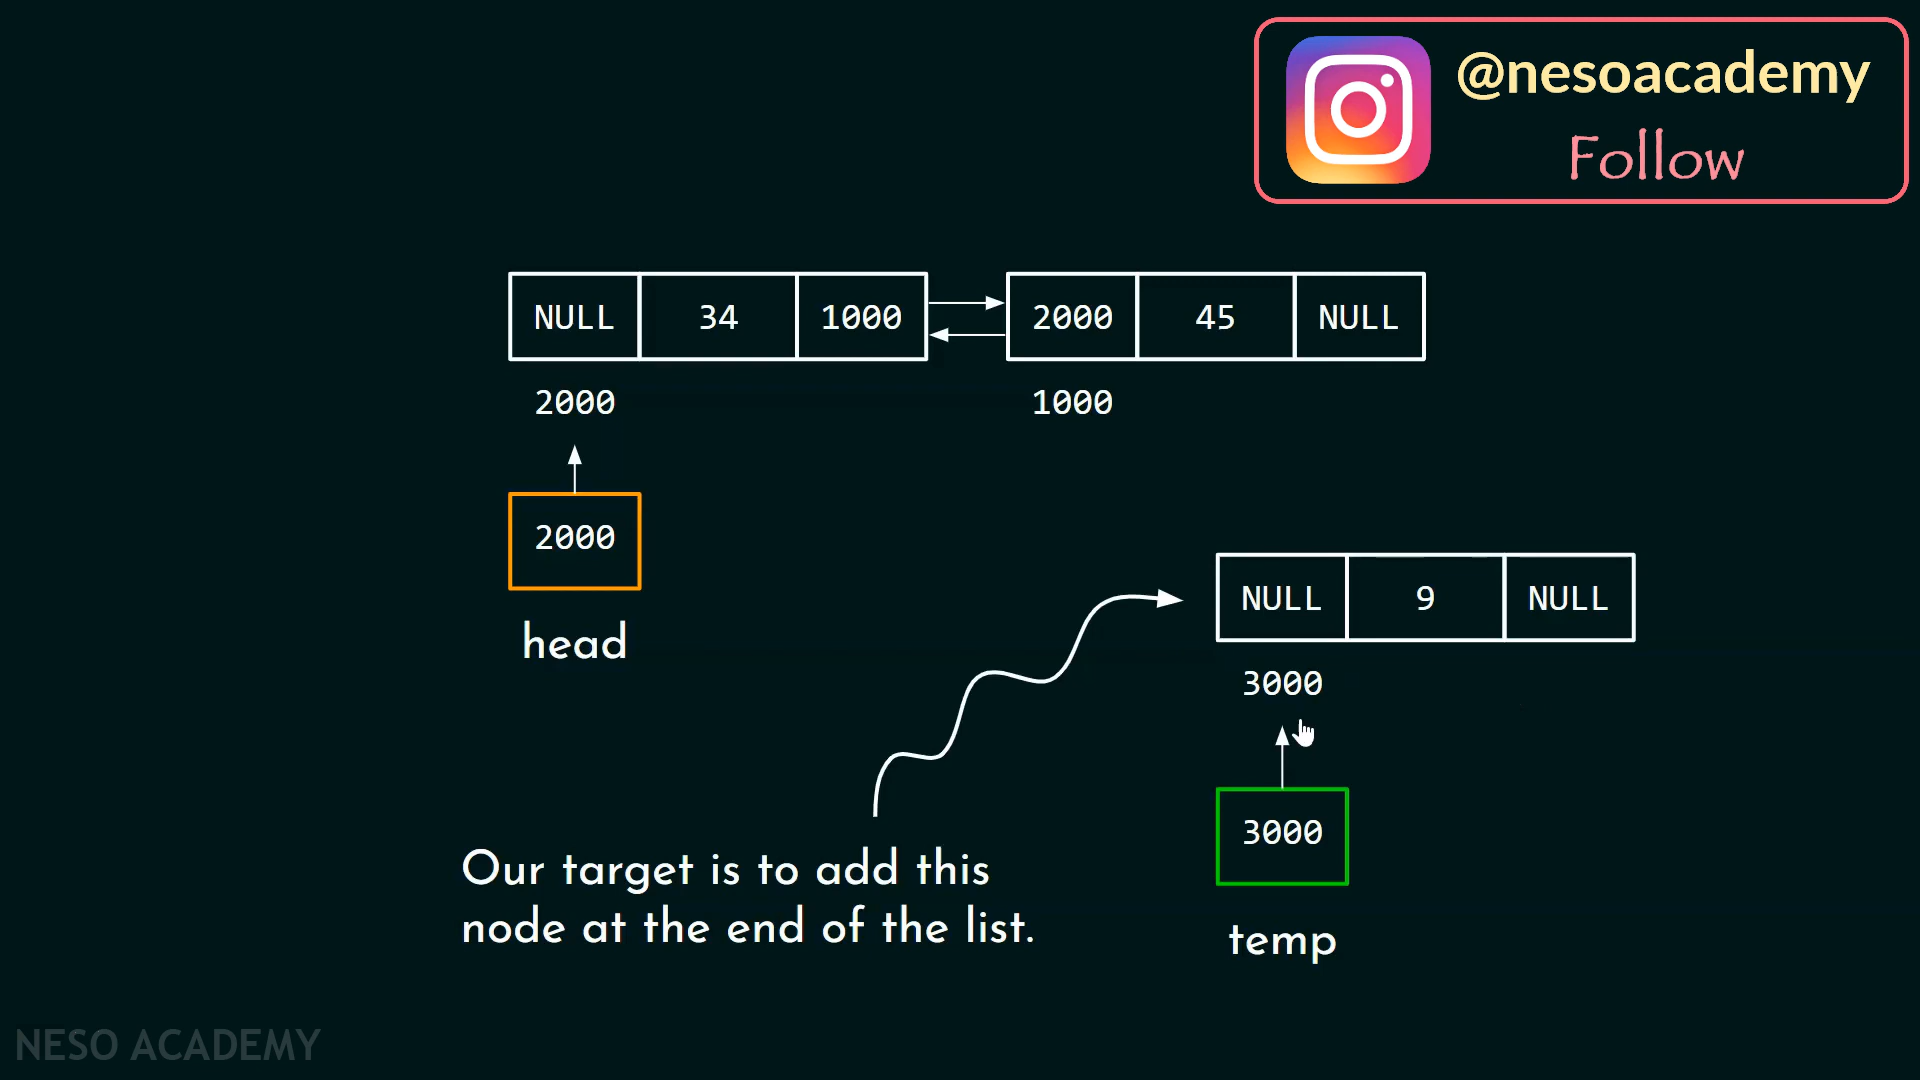 @nesoacademy
Follow
NULL 34 1000 2000 45 NULL
2000 1000
2000
head
NULL 9 NULL
3000
3000
temp
Our target is to add this
node at the end of the list.
NESO ACADEMY